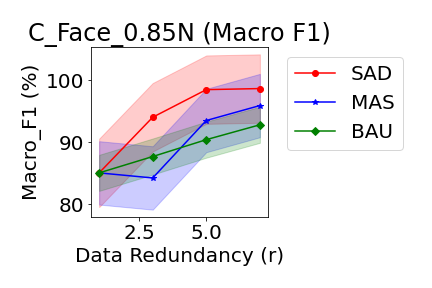 C_Face_0.85N (Macro F1)
Macro_F1 (%)
100
90
80
2.5
5.0
Data Redundancy (r)
SAD
MAS
BAU